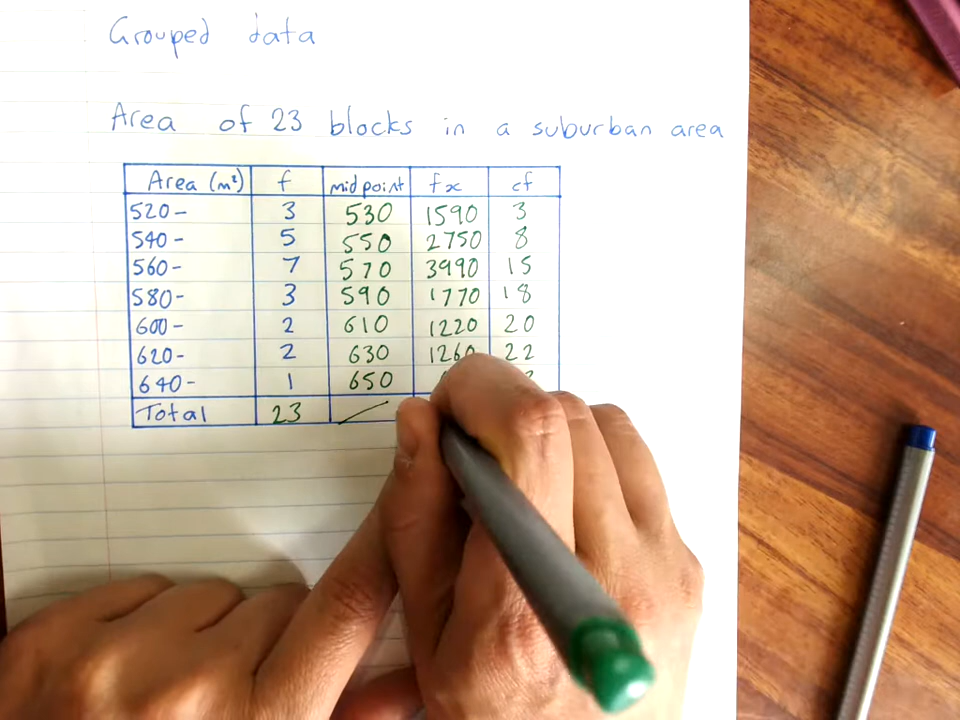 Grouped data
Area of 23 blocks in a suburban area
Area (m²) f midpoint fx cf
520- 3 530 1590 3
540- 5 550 2750 8
560- 7 570 3990 15
580- 3 590 1770 18
600- 2 610 1220 20
620- 2 630 1260 22
640- 1 650
Total 23